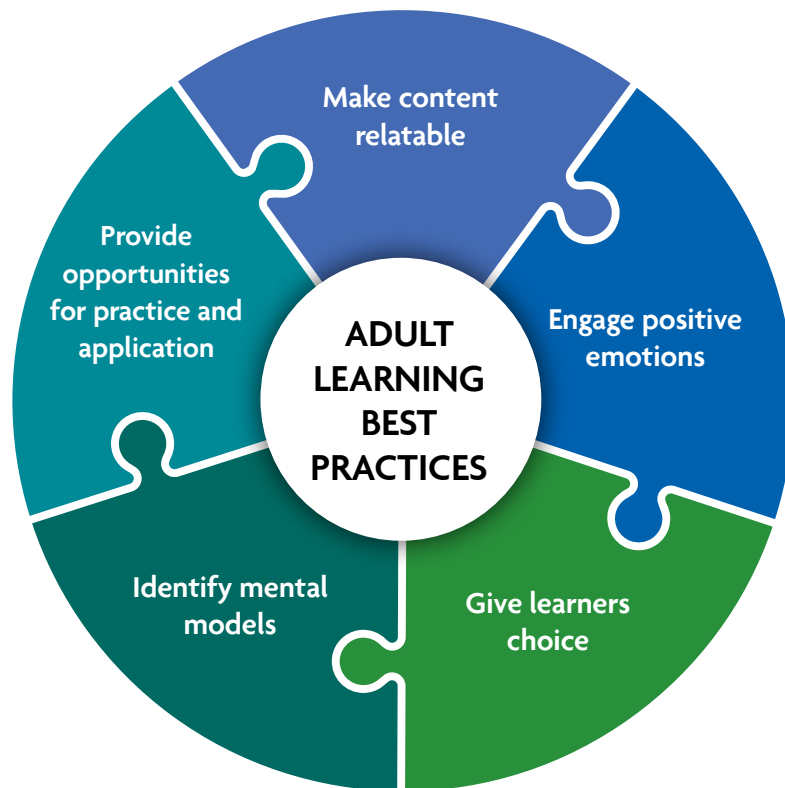 Make content
relatable
Engage positive
emotions
Give learners
choice
Identify mental
models
Provide
opportunities
for practice and
application
ADULT
LEARNING
BEST
PRACTICES